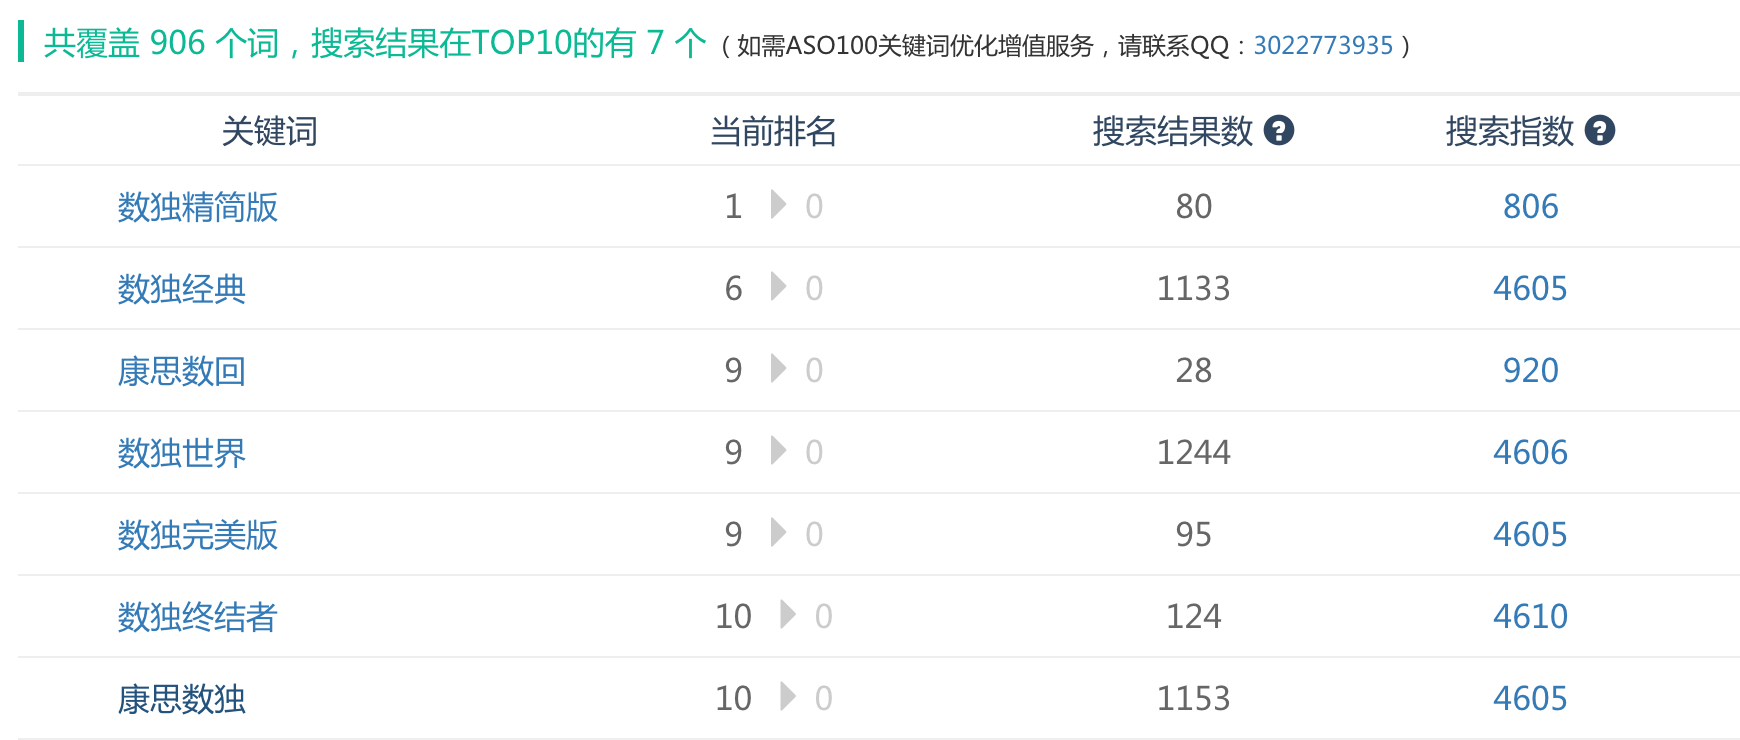 共覆盖 906 个词，搜索结果在TOP10的有 7 个（如需ASO100关键词优化增值服务，请联系QQ：3022773935）
关键词 当前排名 搜索结果数 ? 搜索指数 ?
数独精简版 1 0 80 806
数独经典 6 0 1133 4605
康思数回 9 0 28 920
数独世界 9 0 1244 4606
数独完美版 9 0 95 4605
数独终结者 10 0 124 4610
康思数独 10 0 1153 4605